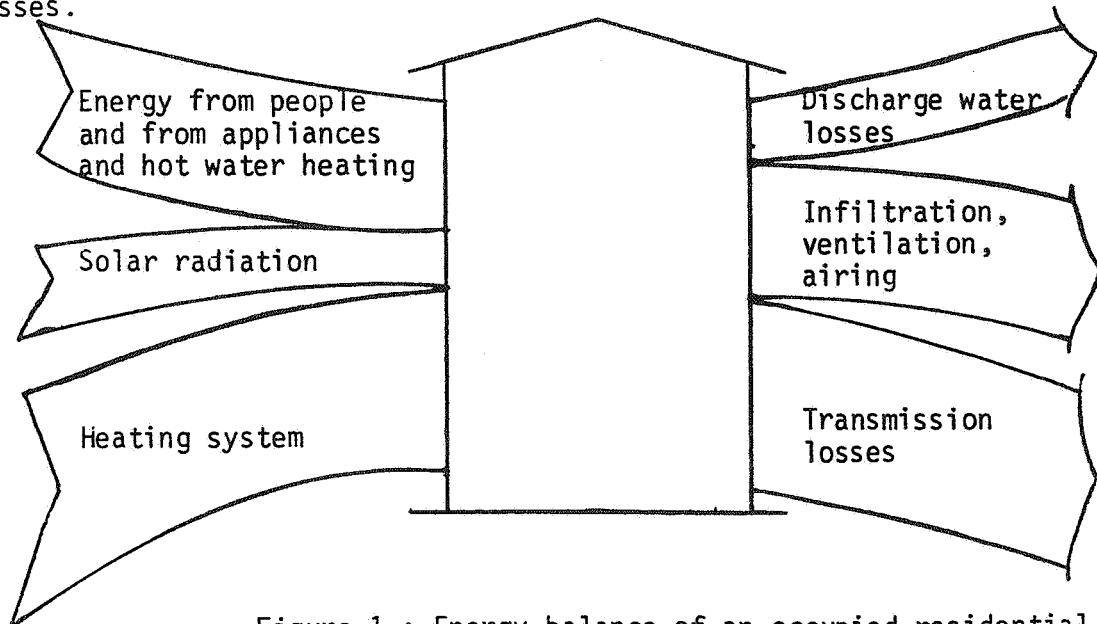 sses.
Energy from people
and from appliances
and hot water heating
Solar radiation
Heating system
Discharge water
losses
Infiltration,
ventilation,
airing
Transmission
losses
Figure 1 : Energy balance of an occupied residential